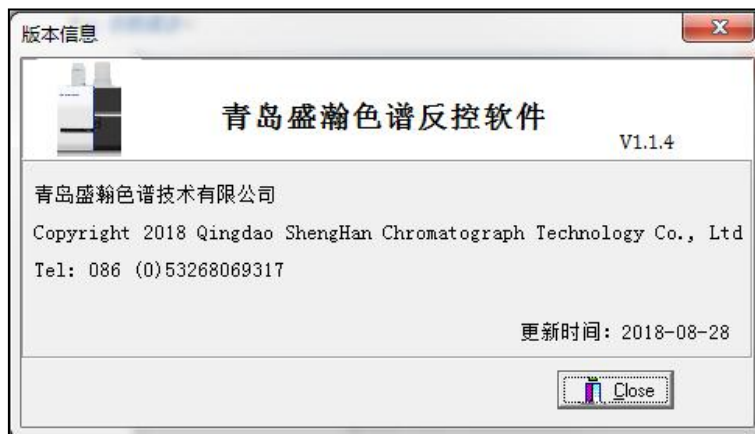 版本信息
青岛盛瀚色谱反控软件
V1.1.4
青岛盛瀚色谱技术有限公司
Copyright 2018 Qingdao ShengHan Chromatograph Technology Co., Ltd
Tel: 086 (0)53268069317
更新时间：2018-08-28
Close